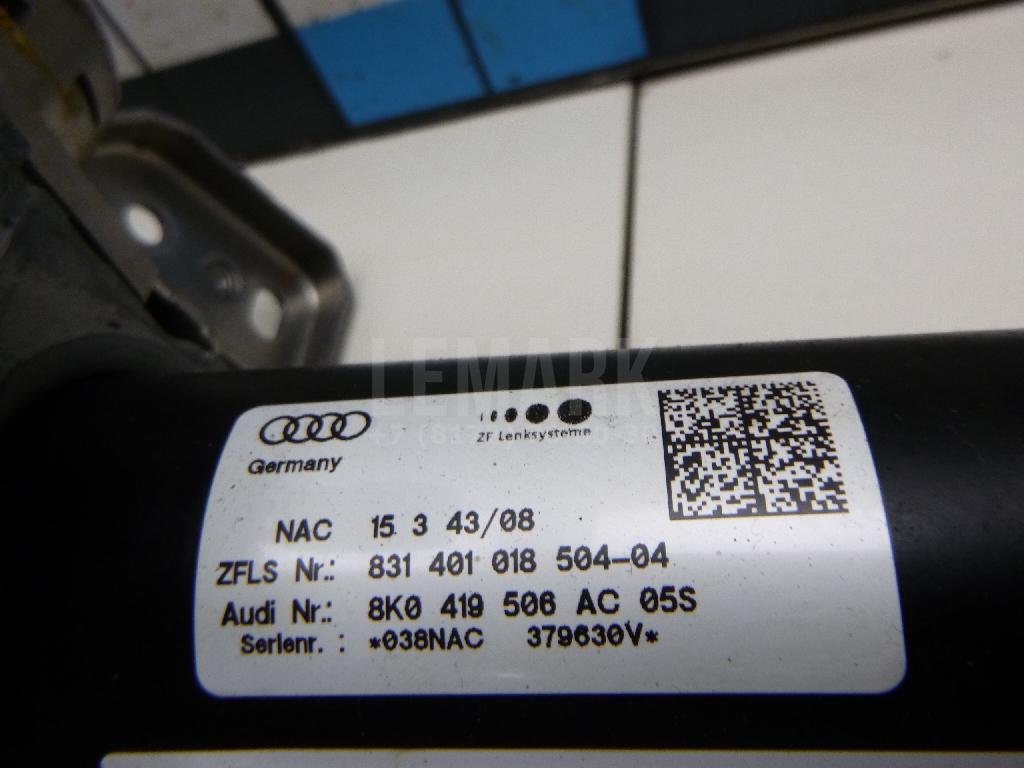 LEMARK
ZF Lenksysteme
Germany
NAC 15 3 43/08
ZFLS Nr.: 831 401 018 504-04
Audi Nr.: 8K0 419 506 AC 05S
Serienr. : *038NAC 379630V*